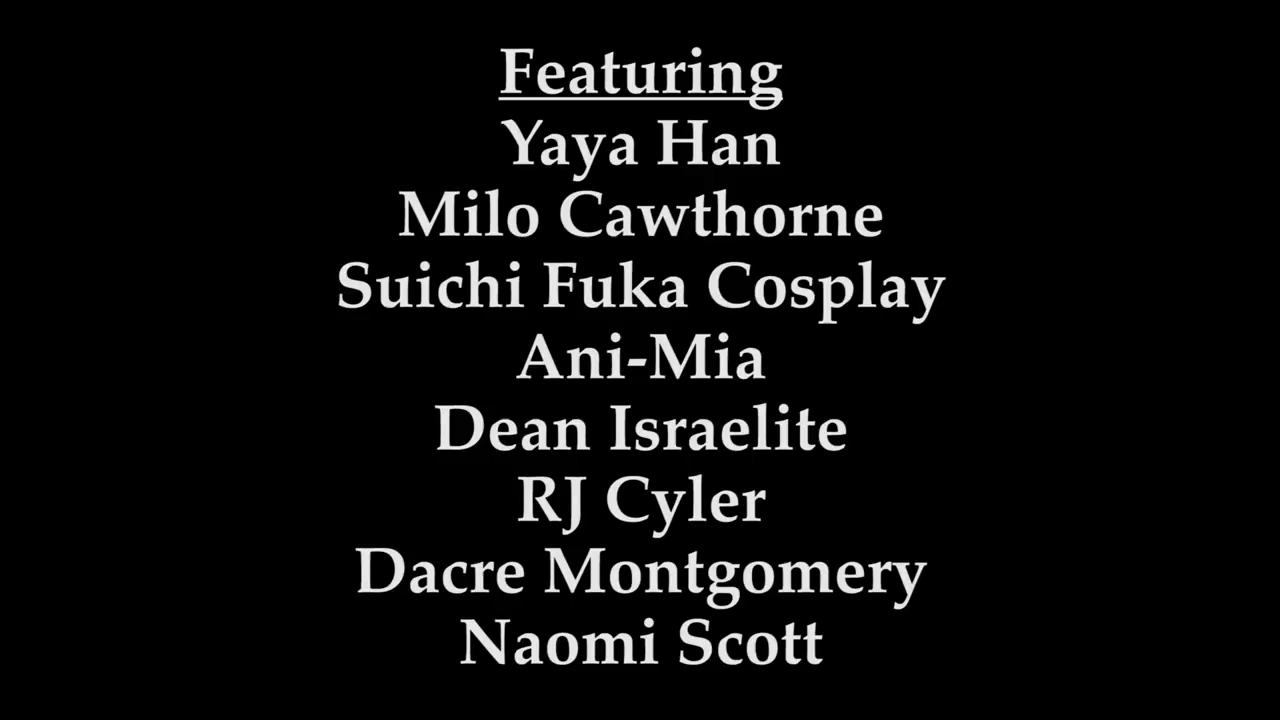 Featuring
Yaya Han
Milo Cawthorne
Suichi Fuka Cosplay
Ani-Mia
Dean Israelite
RJ Cyler
Dacre Montgomery
Naomi Scott